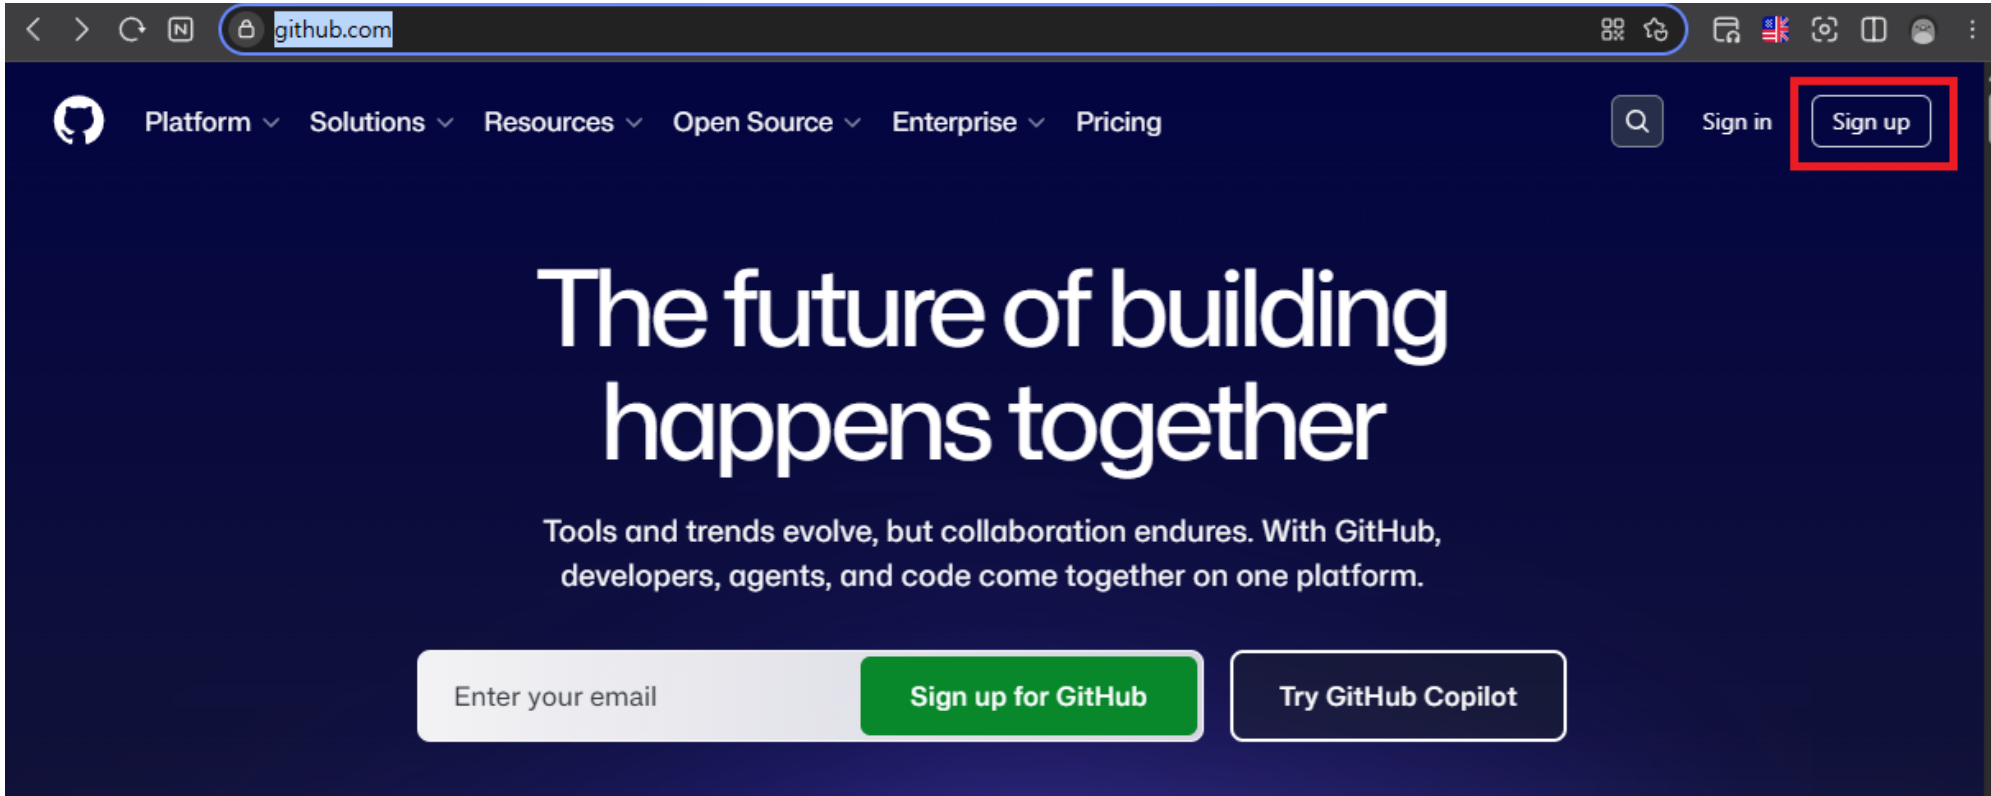 github.com
Platform Solutions Resources Open Source Enterprise Pricing Sign in Sign up
The future of building
happens together
Tools and trends evolve, but collaboration endures. With GitHub,
developers, agents, and code come together on one platform.
Enter your email Sign up for GitHub Try GitHub Copilot